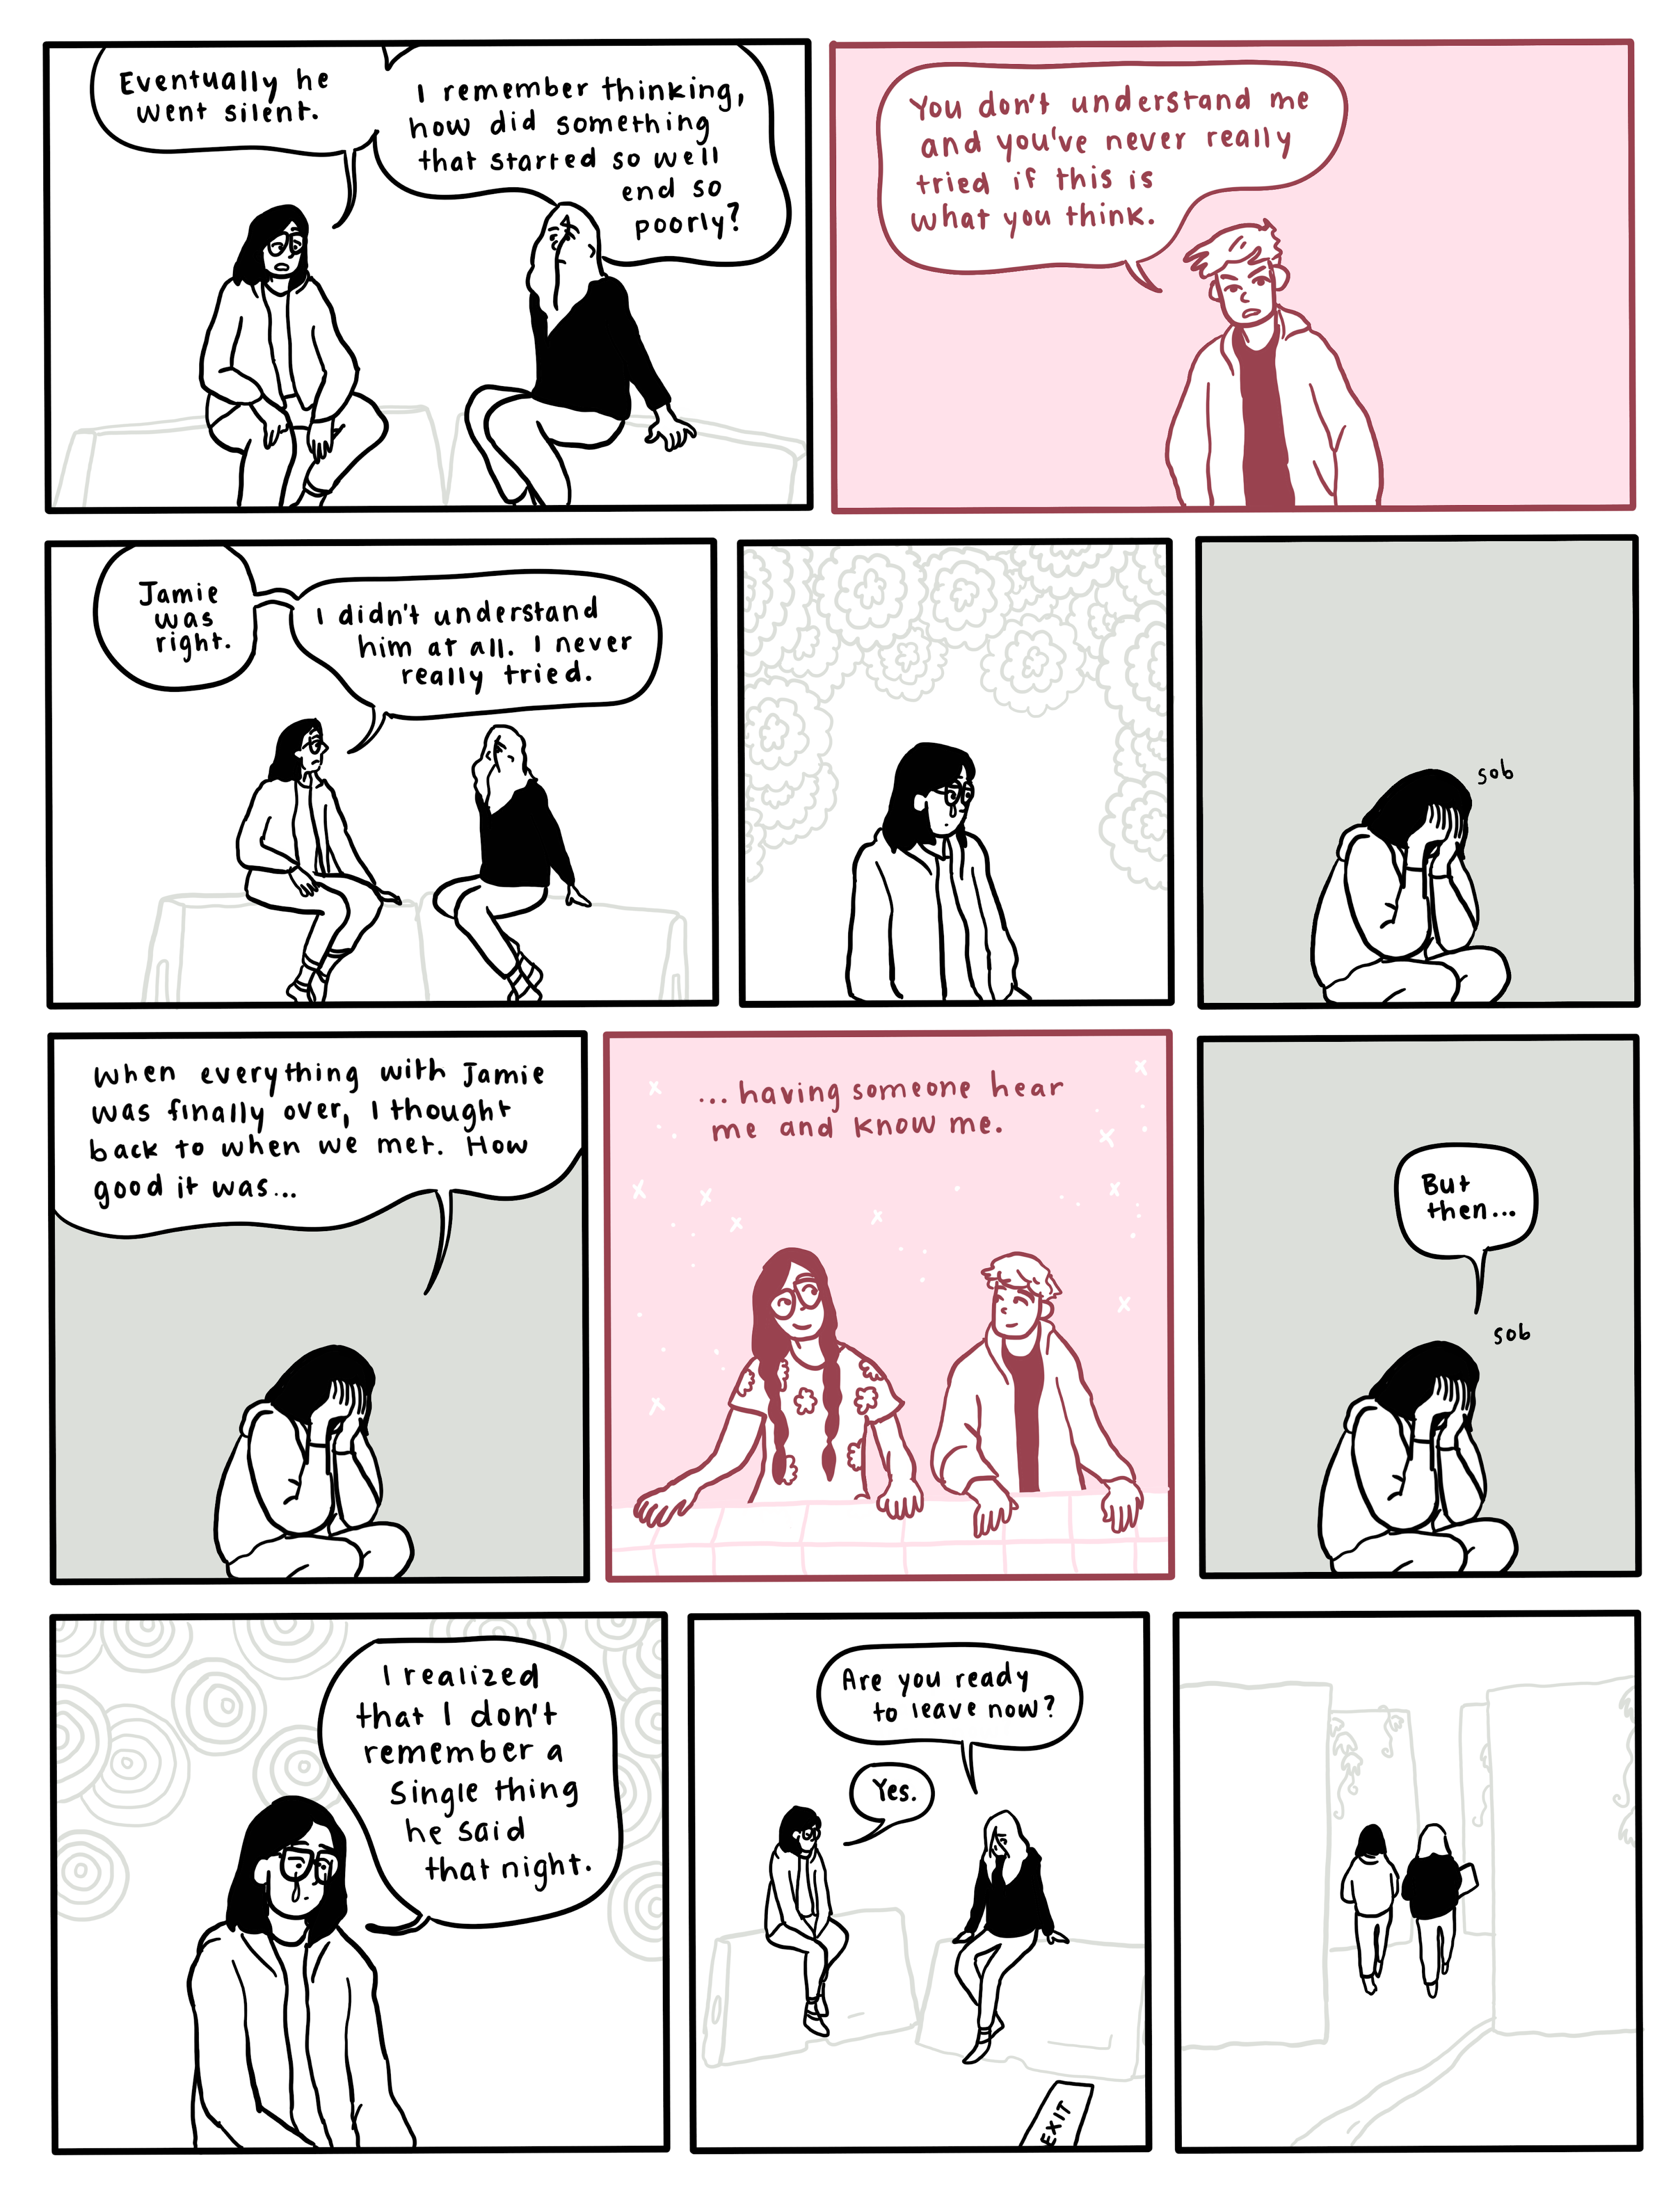 Eventually he
went silent.
I remember thinking,
how did something
that started so well
end so
poorly?
You don't understand me
and you've never really
tried if this is
what you think.
Jamie
was
right.
I didn't understand
him at all. I never
really tried.
sob
When everything with Jamie
was finally over, I thought
back to when we met. How
good it was...
...having someone hear
me and know me.
But
then...
sob
I realized
that I don't
remember a
single thing
he said
that night.
Are you ready
to leave now?
Yes.
EXIT